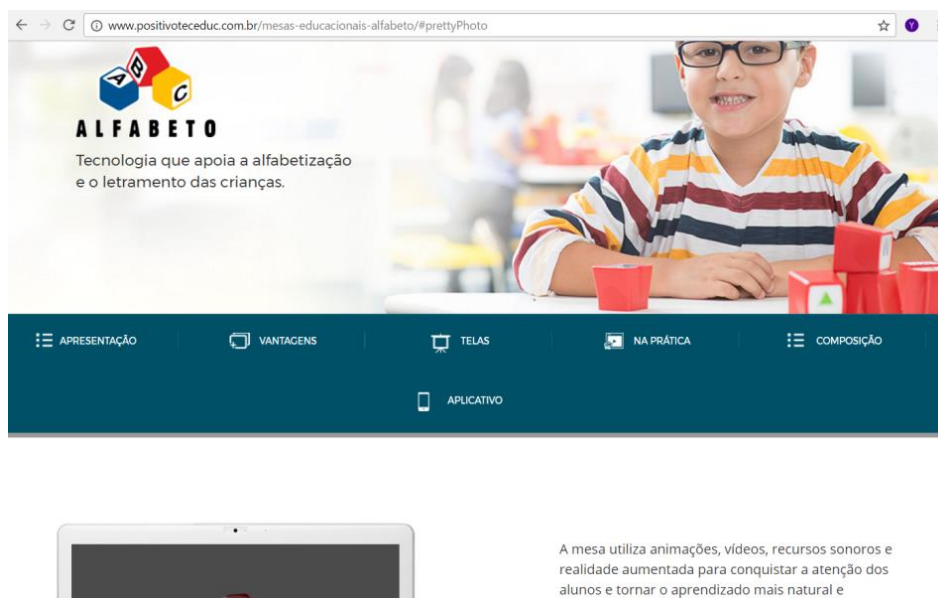 www.positivoteceduc.com.br/mesas-educacionais-alfabeto/#prettyPhoto
Y
A B C
ALFABETO
Tecnologia que apoia a alfabetização
e o letramento das crianças.
APRESENTAÇÃO VANTAGENS TELAS NA PRÁTICA COMPOSIÇÃO
APLICATIVO
A mesa utiliza animações, vídeos, recursos sonoros e
realidade aumentada para conquistar a atenção dos
alunos e tornar o aprendizado mais natural e